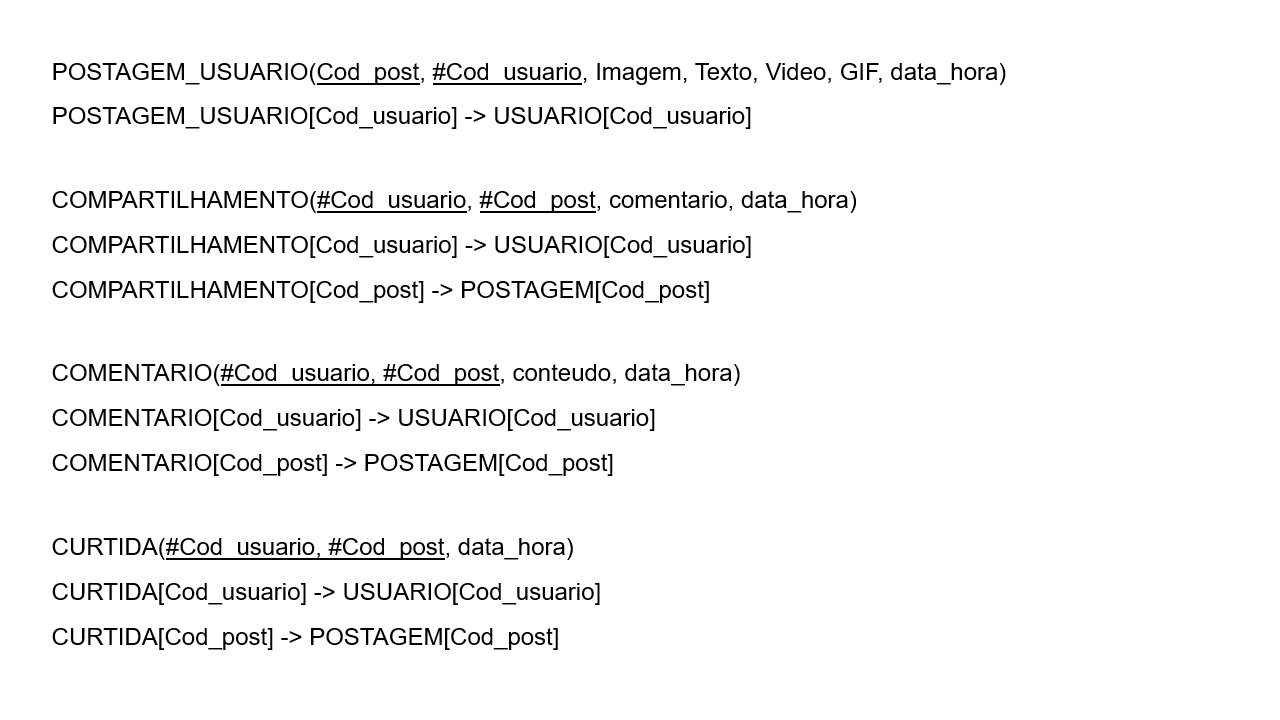 POSTAGEM_USUARIO(Cod_post, #Cod_usuario, Imagem, Texto, Video, GIF, data_hora)
POSTAGEM_USUARIO[Cod_usuario] -> USUARIO[Cod_usuario]
COMPARTILHAMENTO(#Cod_usuario, #Cod_post, comentario, data_hora)
COMPARTILHAMENTO[Cod_usuario] -> USUARIO[Cod_usuario]
COMPARTILHAMENTO[Cod_post] -> POSTAGEM[Cod_post]
COMENTARIO(#Cod_usuario, #Cod_post, conteudo, data_hora)
COMENTARIO[Cod_usuario] -> USUARIO[Cod_usuario]
COMENTARIO[Cod_post] -> POSTAGEM[Cod_post]
CURTIDA(#Cod_usuario, #Cod_post, data_hora)
CURTIDA[Cod_usuario] -> USUARIO[Cod_usuario]
CURTIDA[Cod_post] -> POSTAGEM[Cod_post]